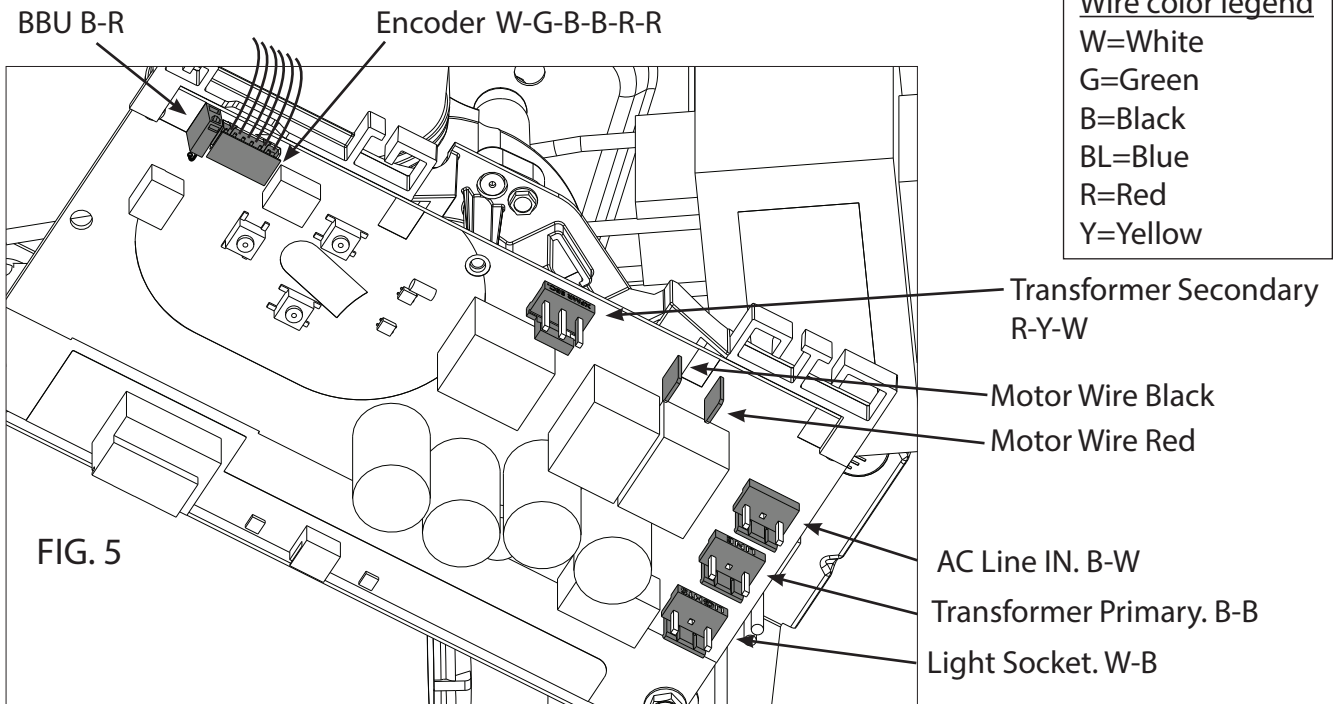 BBU B-R
Encoder W-G-B-B-R-R
Wire color legend
W=White
G=Green
B=Black
BL=Blue
R=Red
Y=Yellow
Transformer Secondary
R-Y-W
Motor Wire Black
Motor Wire Red
AC Line IN. B-W
Transformer Primary. B-B
Light Socket. W-B
FIG. 5